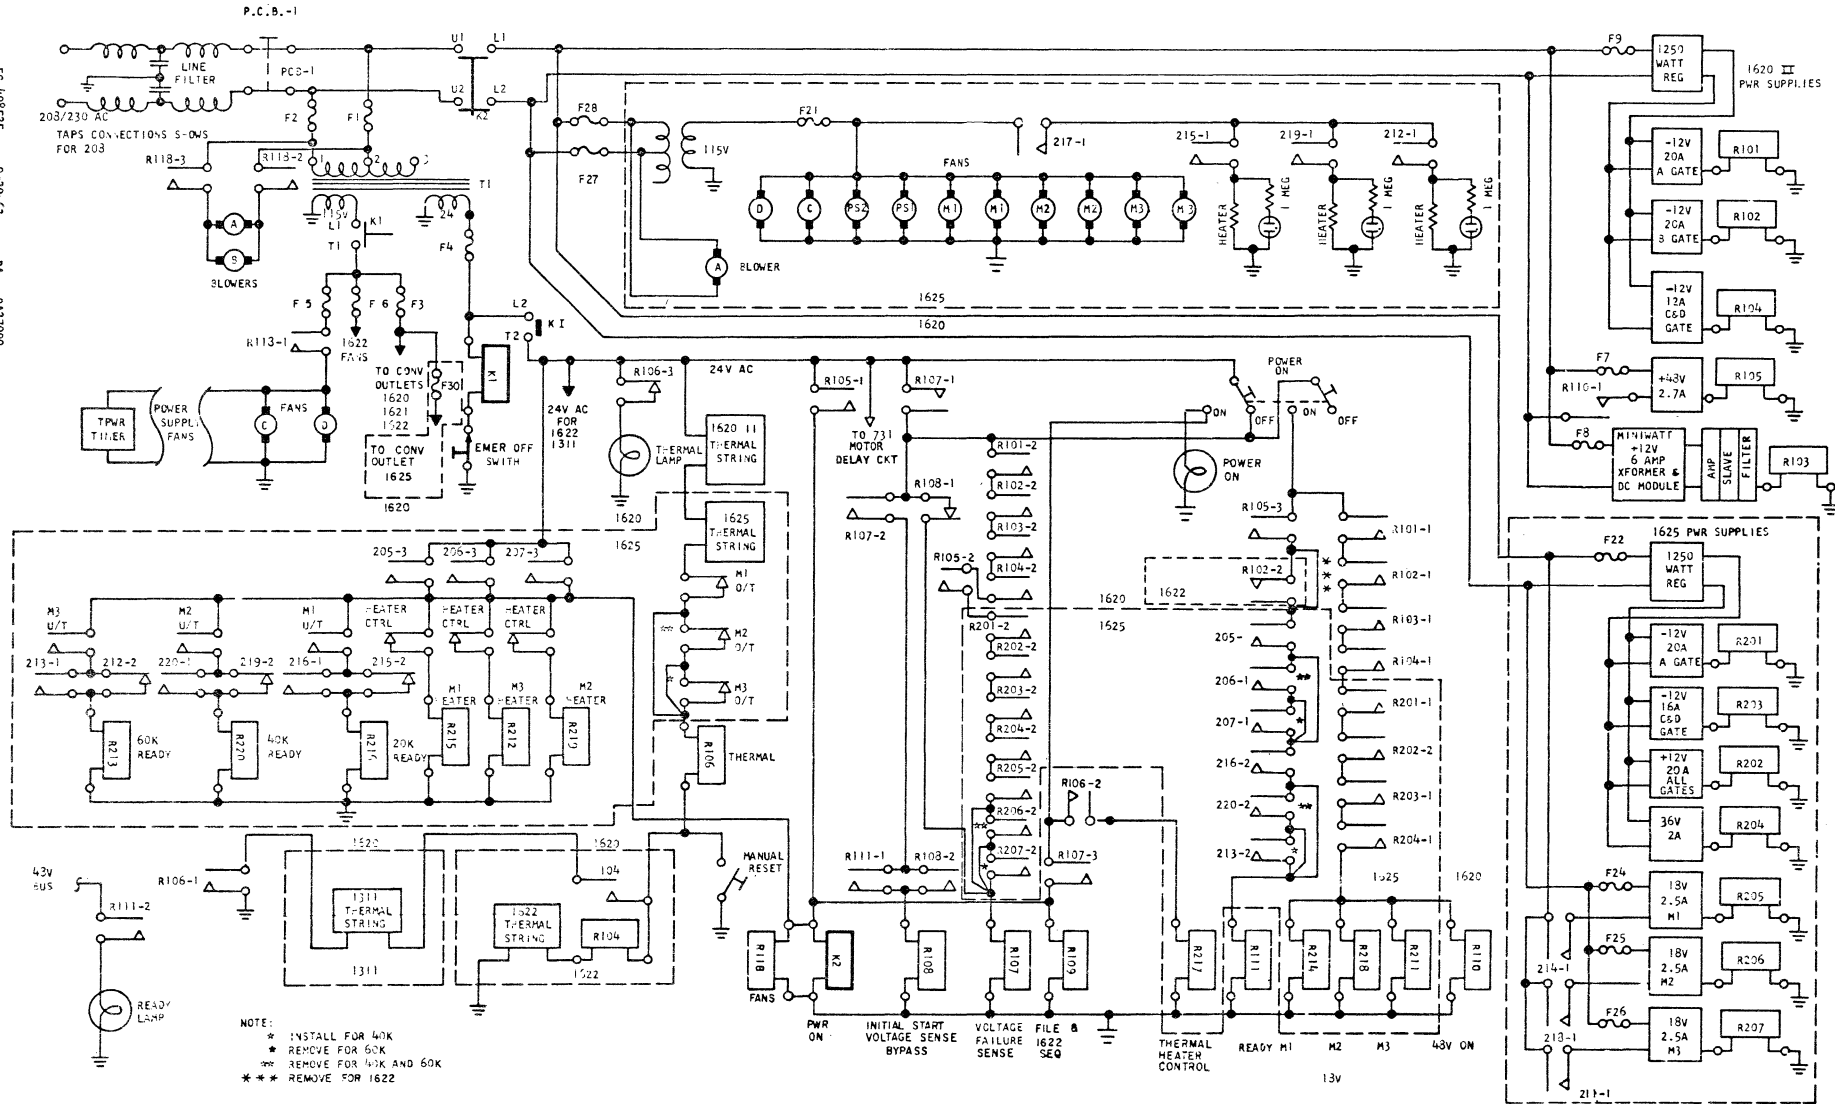 P.C.B.-1
LINE
FILTER
PCB-1
U1
L1
U2
L2
K2
208/230 AC
TAPS CONNECTIONS SHOWS
FOR 208
F2
F1
R118-3
R118-2
1
2
3
T1
115V
24
L1
K1
T1
F4
A
B
BLOWERS
F5
F6
F3
R113-1
1622
FANS
TO CONV
OUTLETS
1620
1621
1622
F30
TO CONV
OUTLET
1625
1620
K1
EMER OFF
SWITH
L2
K I
T2
POWER
SUPPLY
FANS
FANS
C
D
F28
F27
115V
F21
217-1
FANS
D
C
PS2
PS1
M1
M1
M2
M2
M3
M3
215-1
219-1
212-1
HEATER
1 MEG
HEATER
1 MEG
HEATER
1 MEG
A
BLOWER
1625
1620
F9
1250
WATT
REG
1620 II
PWR SUPPLIES
-12V
20A
A GATE
R101
-12V
20A
B GATE
R102
-12V
12A
C&D
GATE
R104
F7
R110-1
+48V
2.7A
R105
F8
MINIWATT
+12V
6 AMP
XFORMER &
DC MODULE
AMP
SLAVE
FILTER
R103
24V AC
FOR
1622
1311
R106-3
THERMAL
LAMP
24V AC
1620 II
THERMAL
STRING
R105-1
R107-1
TO 731
MOTOR
DELAY CKT
POWER
ON
ON
OFF
ON
OFF
POWER
ON
1620
1625
1625
THERMAL
STRING
M1
O/T
**
M2
O/T
*
M3
O/T
R106
THERMAL
205-3
206-3
207-3
M3
U/T
M2
U/T
M1
U/T
HEATER
CTRL
HEATER
CTRL
HEATER
CTRL
213-1
212-2
220-1
219-2
216-1
215-2
M1
HEATER
M3
HEATER
M2
HEATER
R213
60K
READY
R220
40K
READY
R216
20K
READY
R215
R212
R219
R101-2
R102-2
R103-2
R104-2
R108-1
R107-2
R105-2
1620
1625
R201-2
R202-2
R203-2
R204-2
R205-2
R206-2
**
R207-2
*
R105-3
R102-2
1622
***
R101-1
R102-1
R103-1
R104-1
205-
206-1
**
207-1
*
216-2
220-2
**
213-2
*
R201-1
R202-2
R203-1
R204-1
1625
1620
R106-2
R107-3
R111-1
R108-2
48V
BUS
R111-2
R106-1
1620
1311
THERMAL
STRING
1311
1620
104
1622
THERMAL
STRING
R104
1622
MANUAL
RESET
READY
LAMP
R118
FANS
K2
PWR
ON
R108
INITIAL START
VOLTAGE SENSE
BYPASS
R107
VOLTAGE
FAILURE
SENSE
R109
FILE &
1622
SEQ
R217
THERMAL
HEATER
CONTROL
R111
READY
R214
M1
R218
M2
R211
M3
R110
48V ON
18V
1625 PWR SUPPLIES
F22
1250
WATT
REG
-12V
20A
A GATE
R201
-12V
16A
C&D
GATE
R203
+12V
20A
ALL
GATES
R202
36V
2A
R204
F24
18V
2.5A
M1
R205
F25
18V
2.5A
M2
R206
F26
18V
2.5A
M3
R207
214-1
218-1
211-1
NOTE:
* INSTALL FOR 40K
* REMOVE FOR 60K
** REMOVE FOR 40K AND 60K
*** REMOVE FOR 1622